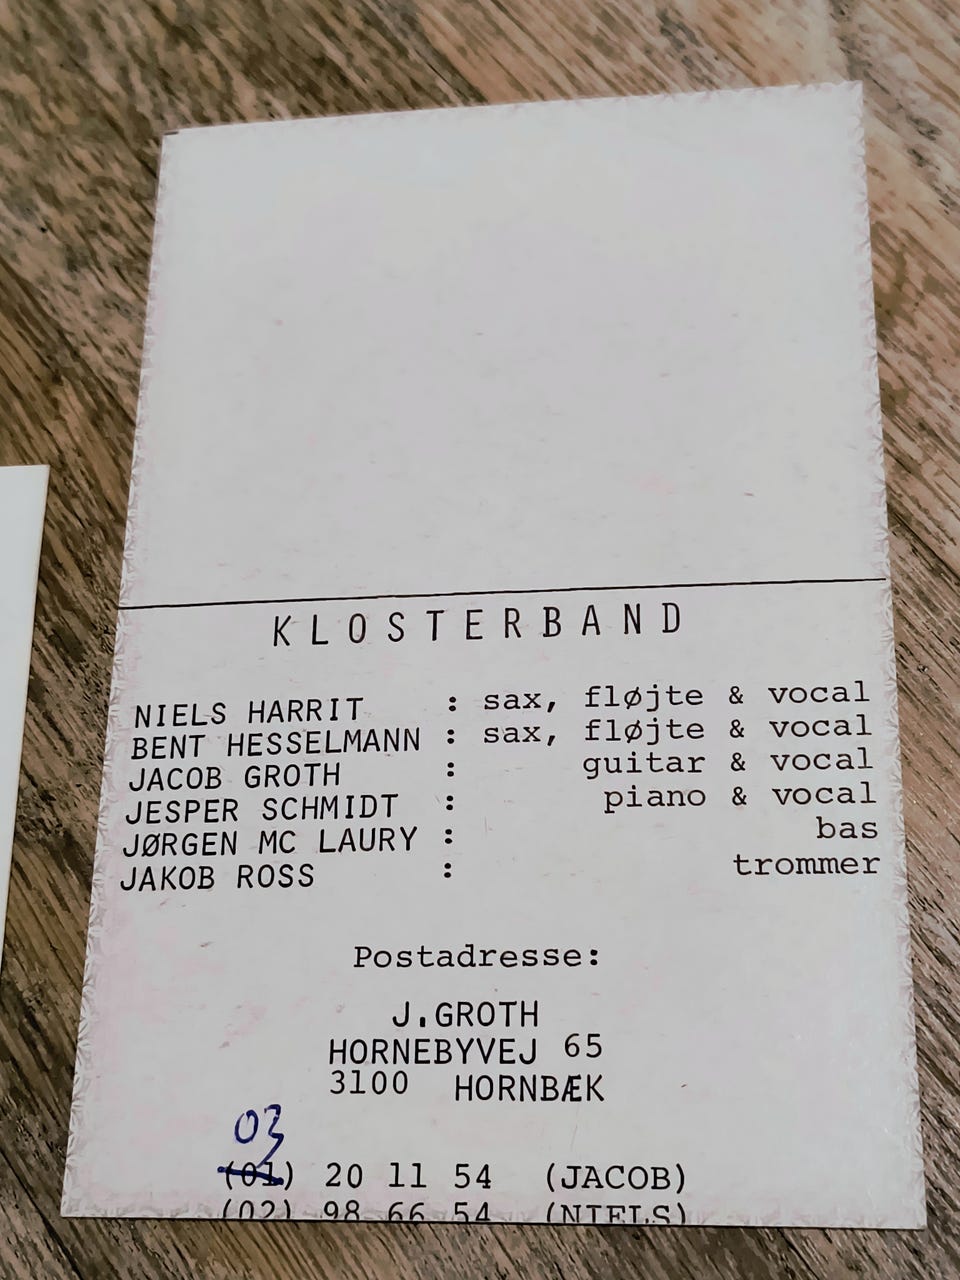 KLOSTERBAND
NIELS HARRIT : sax, fløjte & vocal
BENT HESSELMANN : sax, fløjte & vocal
JACOB GROTH : guitar & vocal
JESPER SCHMIDT : piano & vocal
JØRGEN MC LAURY : bas
JAKOB ROSS : trommer
Postadresse:
J.GROTH
HORNEBYVEJ 65
3100 HORNBÆK
03
(01) 20 11 54 (JACOB)
(02) 98 66 54 (NIELS)